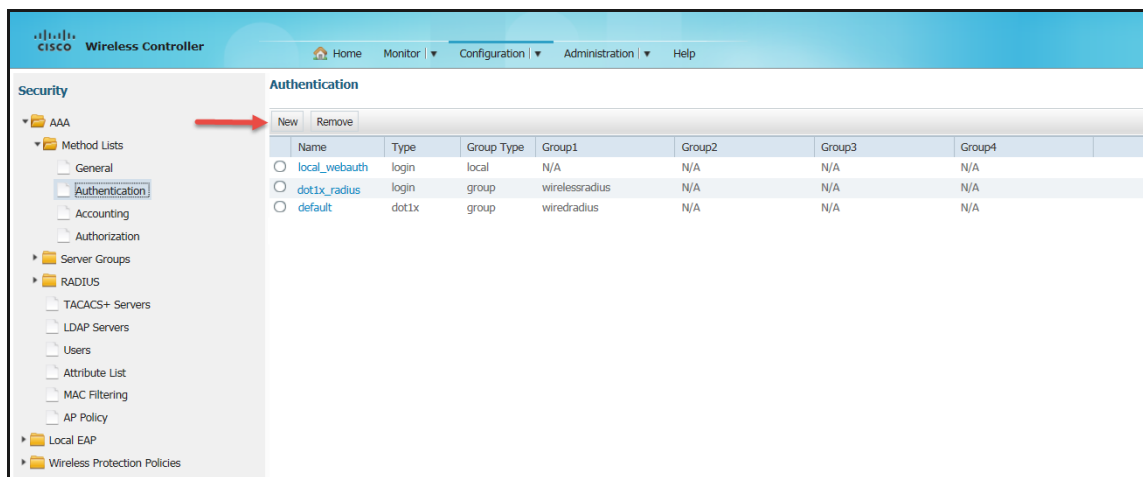 CISCO Wireless Controller
Home Monitor Configuration Administration Help
Security
AAA
Method Lists
General
Authentication
Accounting
Authorization
Server Groups
RADIUS
TACACS+ Servers
LDAP Servers
Users
Attribute List
MAC Filtering
AP Policy
Local EAP
Wireless Protection Policies
Authentication
New Remove
Name Type Group Type Group1 Group2 Group3 Group4
local_webauth login local N/A N/A N/A N/A
dot1x_radius login group wirelessradius N/A N/A N/A
default dot1x group wiredradius N/A N/A N/A